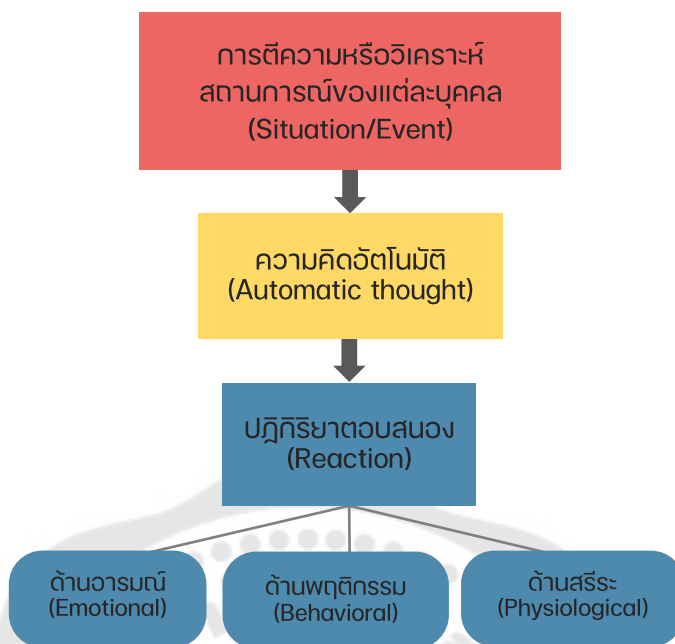 การตีความหรือวิเคราะห์
สถานการณ์ของแต่ละบุคคล
(Situation/Event)
ความคิดอัตโนมัติ
(Automatic thought)
ปฏิกิริยาตอบสนอง
(Reaction)
ด้านอารมณ์
(Emotional)
ด้านพฤติกรรม
(Behavioral)
ด้านสรีระ
(Physiological)